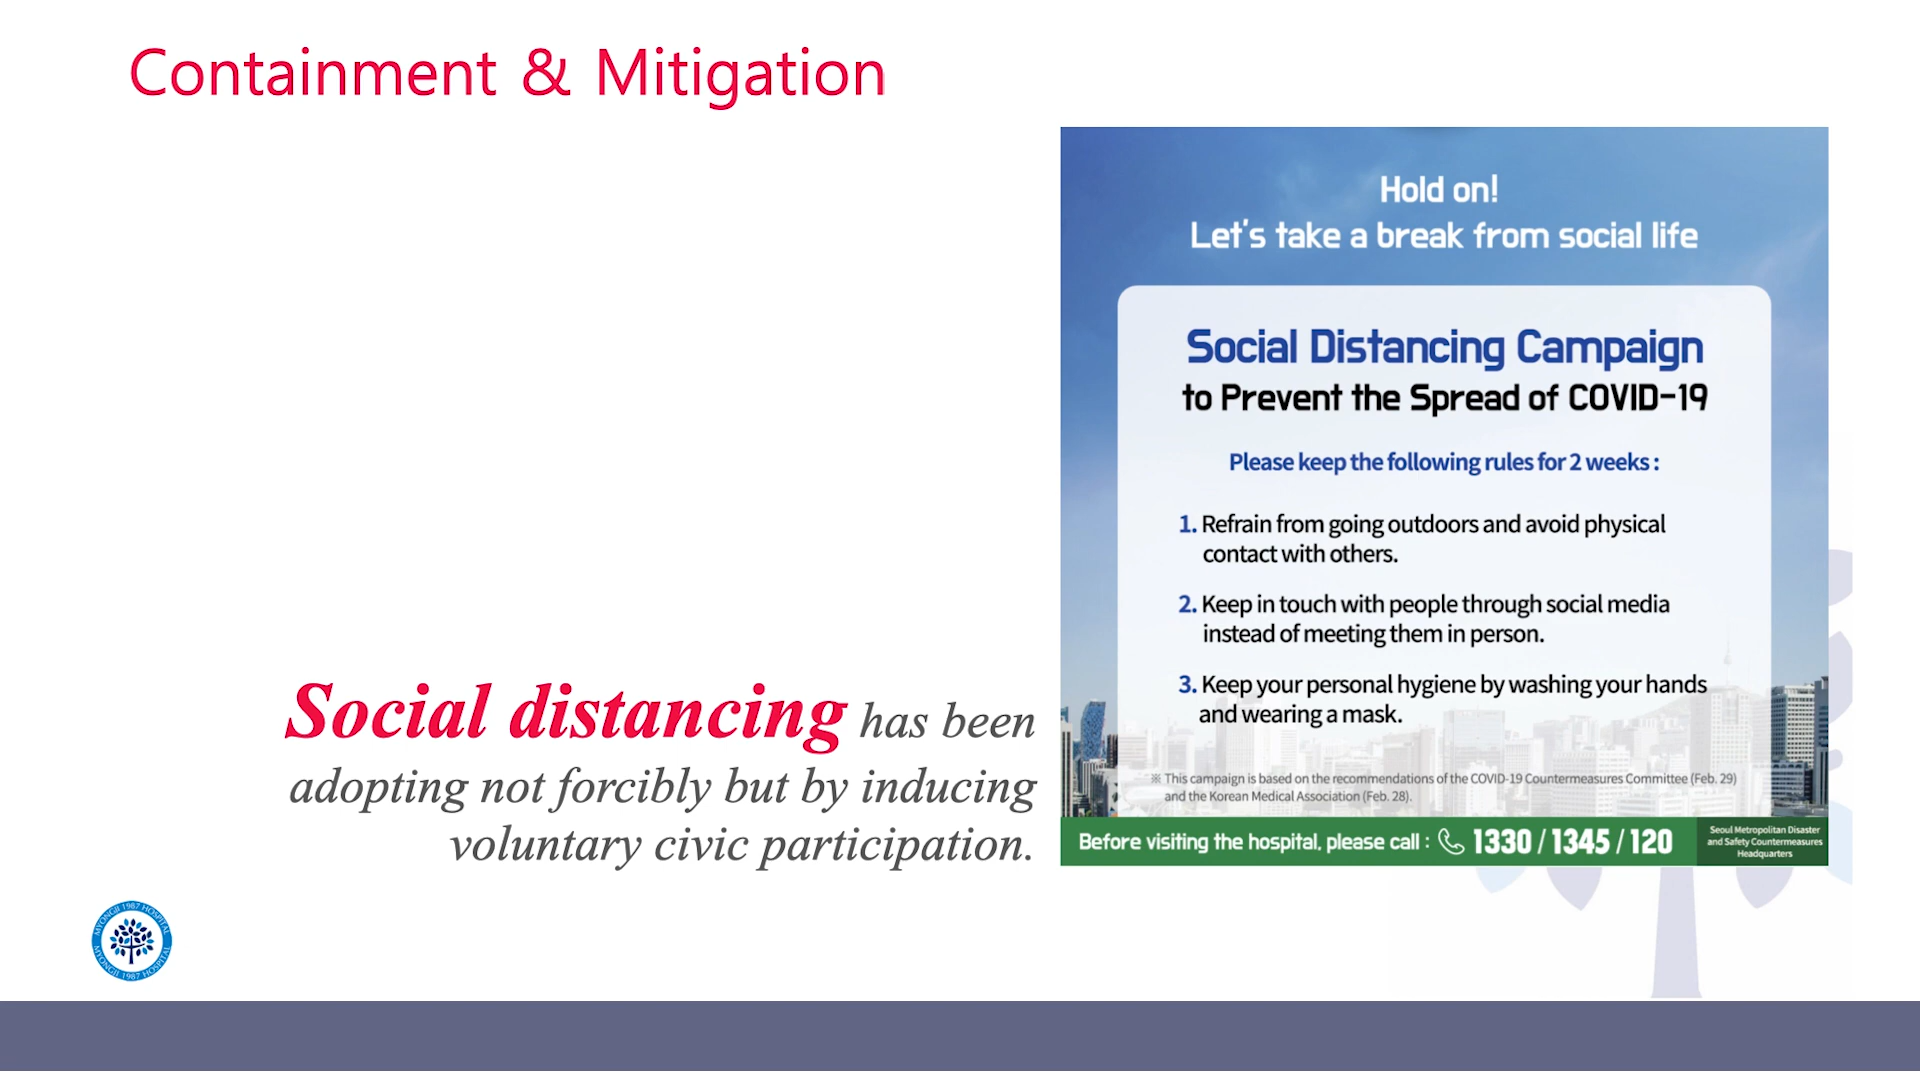 Containment & Mitigation
Hold on!
Let's take a break from social life
Social Distancing Campaign
to Prevent the Spread of COVID-19
Please keep the following rules for 2 weeks :
1. Refrain from going outdoors and avoid physical
contact with others.
2. Keep in touch with people through social media
instead of meeting them in person.
3. Keep your personal hygiene by washing your hands
and wearing a mask.
※ This campaign is based on the recommendations of the COVID-19 Countermeasures Committee (Feb. 29)
and the Korean Medical Association (Feb. 28).
Before visiting the hospital, please call : 1330 / 1345 / 120
Seoul Metropolitan Disaster
and Safety Countermeasures
Headquarters
Social distancing has been
adopting not forcibly but by inducing
voluntary civic participation.
MYONGJI 1987 HOSPITAL
MYONGJI 1987 HOSPITAL